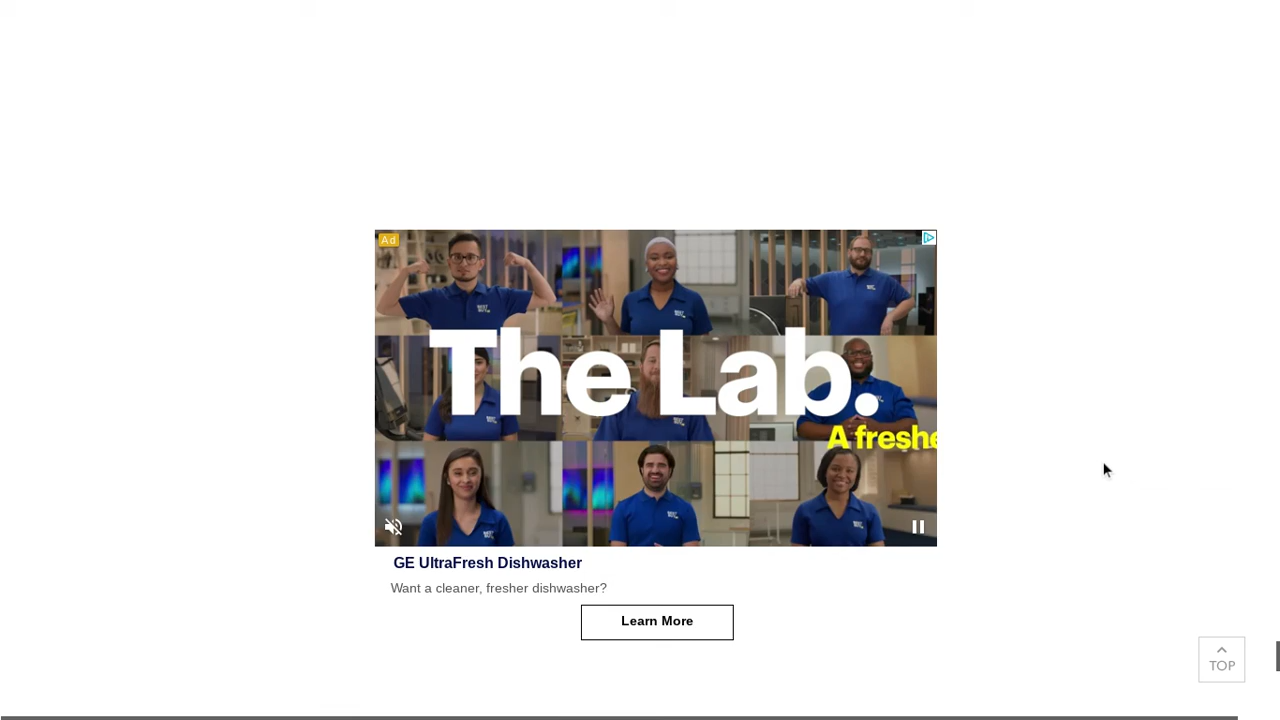 Ad
The Lab.
A freshe
GE UltraFresh Dishwasher
Want a cleaner, fresher dishwasher?
Learn More
TOP